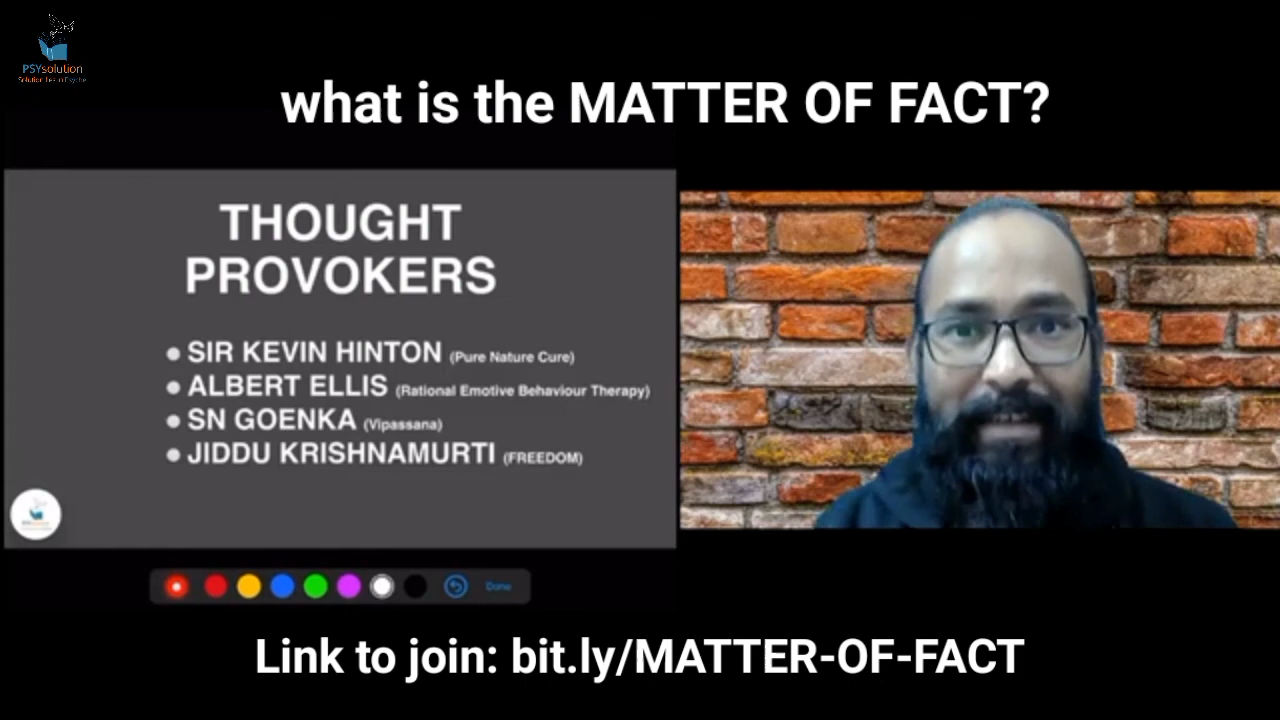 PSYsolution
what is the MATTER OF FACT?
THOUGHT
PROVOKERS
SIR KEVIN HINTON (Pure Nature Cure)
ALBERT ELLIS (Rational Emotive Behaviour Therapy)
SN GOENKA (Vipassana)
JIDDU KRISHNAMURTI (FREEDOM)
Done
Link to join: bit.ly/MATTER-OF-FACT